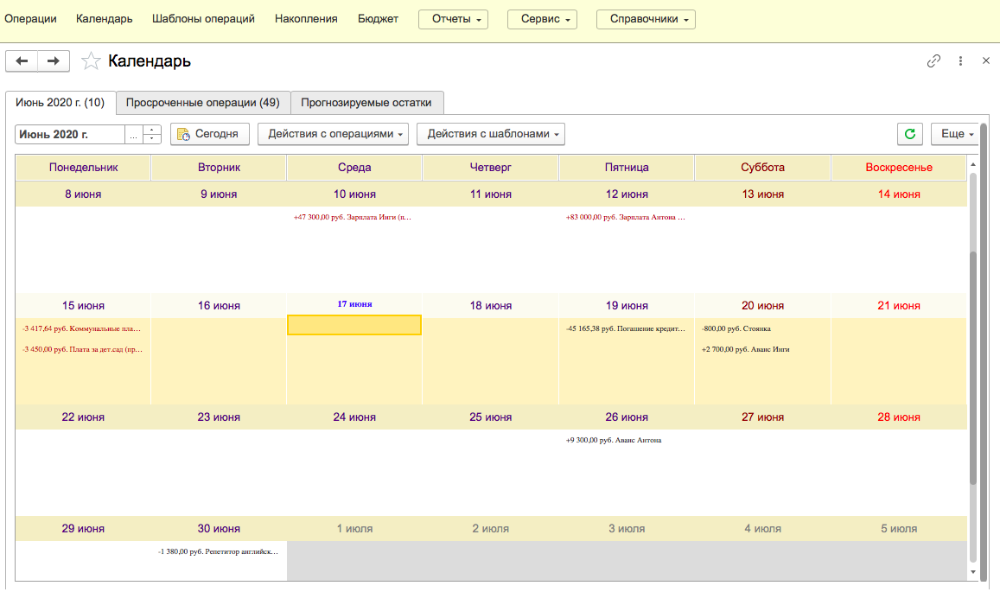 Операции Календарь Шаблоны операций Накопления Бюджет Отчеты Сервис Справочники
Календарь
Июнь 2020 г. (10) Просроченные операции (49) Прогнозируемые остатки
Июнь 2020 г. ... Сегодня Действия с операциями Действия с шаблонами Еще
Понедельник Вторник Среда Четверг Пятница Суббота Воскресенье
8 июня 9 июня 10 июня 11 июня 12 июня 13 июня 14 июня
+47 300,00 руб. Зарплата Инги (п... +83 000,00 руб. Зарплата Антона ...
15 июня 16 июня 17 июня 18 июня 19 июня 20 июня 21 июня
-3 417,64 руб. Коммунальные пла... -45 165,38 руб. Погашение кредит... -800,00 руб. Стоянка
-3 450,00 руб. Плата за дет.сад (пр... +2 700,00 руб. Аванс Инги
22 июня 23 июня 24 июня 25 июня 26 июня 27 июня 28 июня
+9 300,00 руб. Аванс Антона
29 июня 30 июня 1 июля 2 июля 3 июля 4 июля 5 июля
-1 380,00 руб. Репетитор английск...